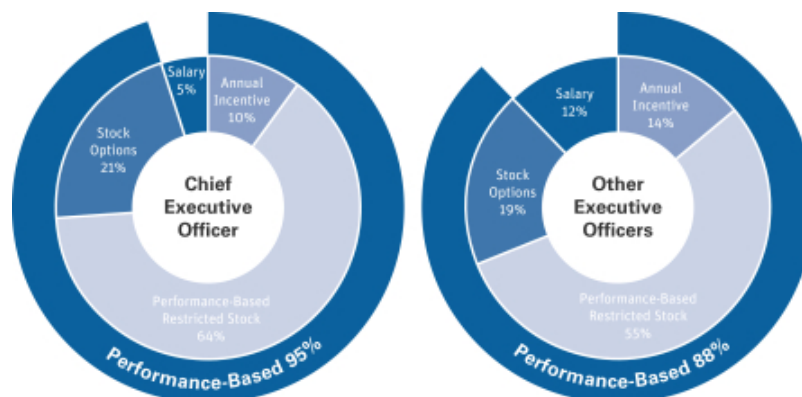 Salary
5%
Annual
Incentive
10%
Stock
Options
21%
Chief
Executive
Officer
Performance-Based
Restricted Stock
64%
Performance-Based 95%
Salary
12%
Annual
Incentive
14%
Stock
Options
19%
Other
Executive
Officers
Performance-Based
Restricted Stock
55%
Performance-Based 88%